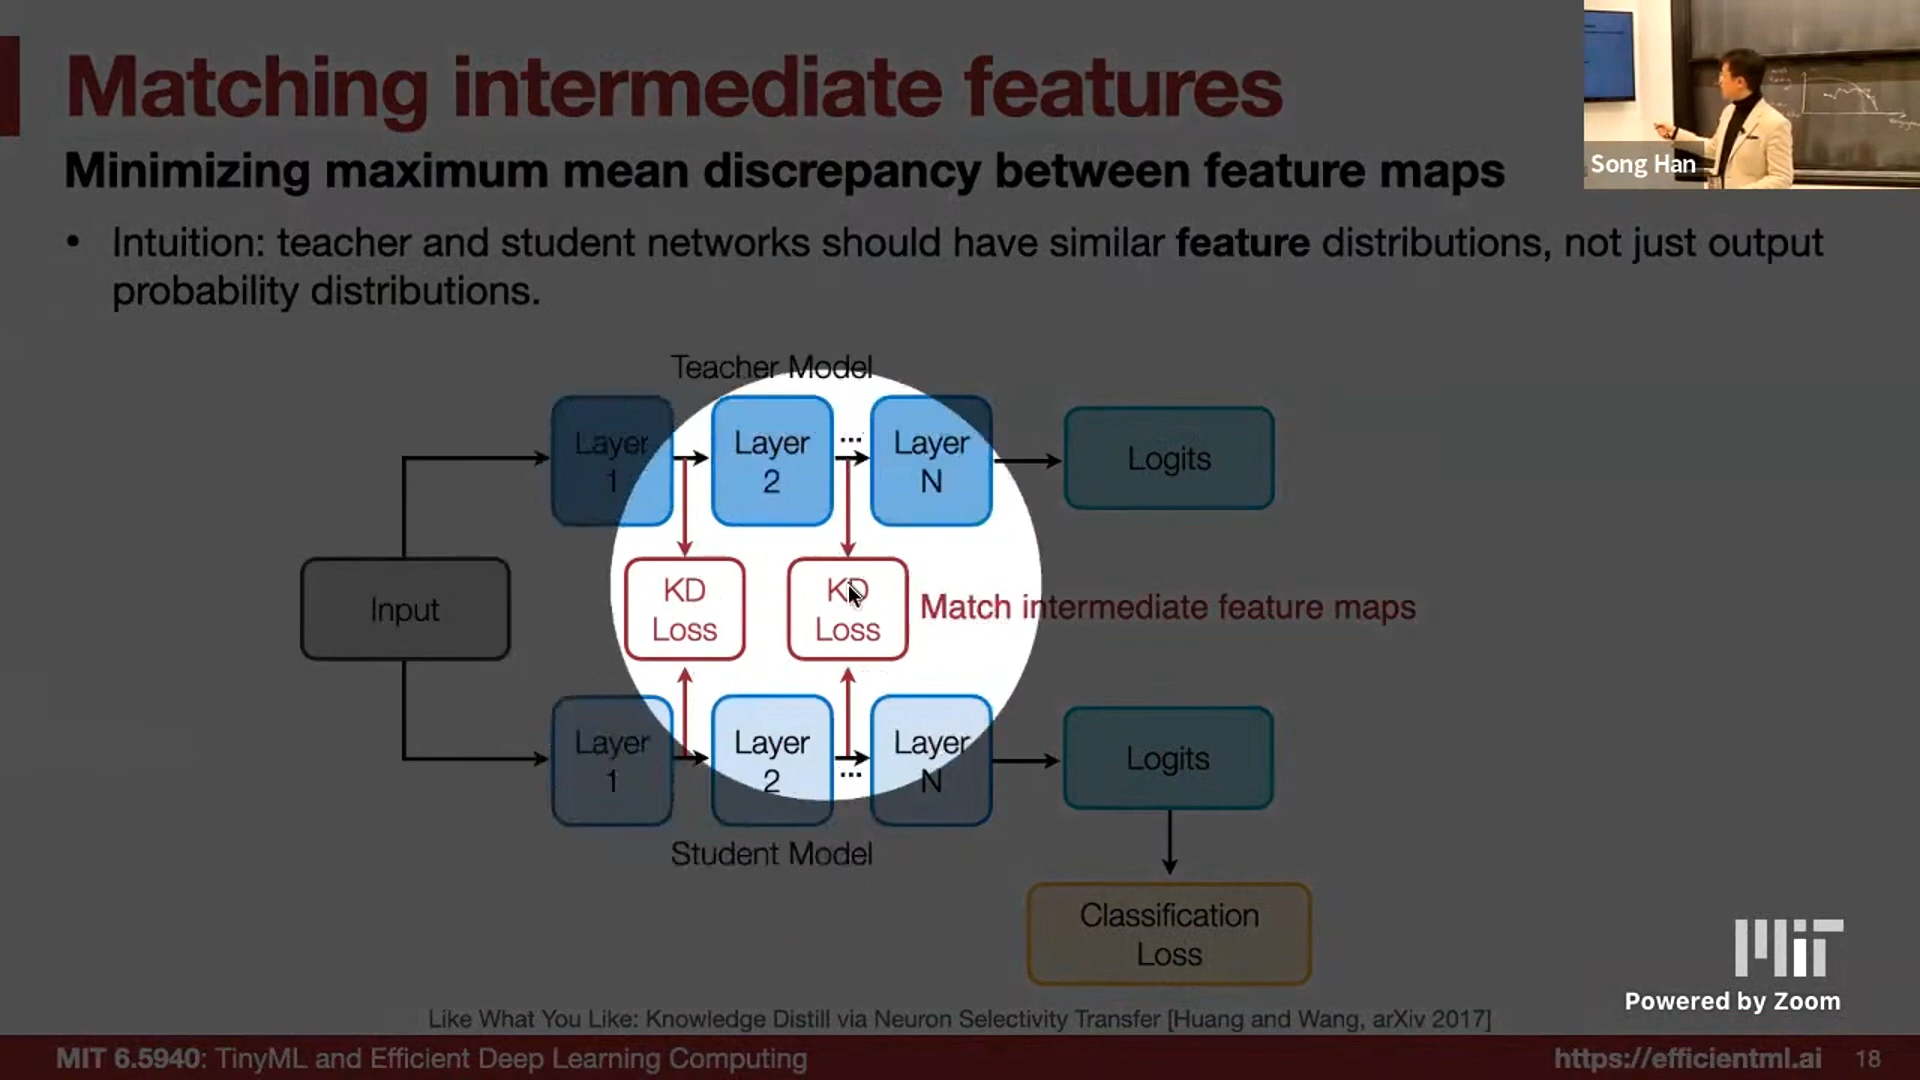 Matching intermediate features
Song Han
Minimizing maximum mean discrepancy between feature maps
• Intuition: teacher and student networks should have similar feature distributions, not just output
probability distributions.
Teacher Model
Layer
1
Layer
2
...
Layer
N
Logits
Input
KD
Loss
KD
Loss
Match intermediate feature maps
Layer
1
Layer
2
...
Layer
N
Logits
Student Model
Classification
Loss
MIT
Powered by Zoom
Like What You Like: Knowledge Distill via Neuron Selectivity Transfer [Huang and Wang, arXiv 2017]
MIT 6.5940: TinyML and Efficient Deep Learning Computing
https://efficientml.ai
18